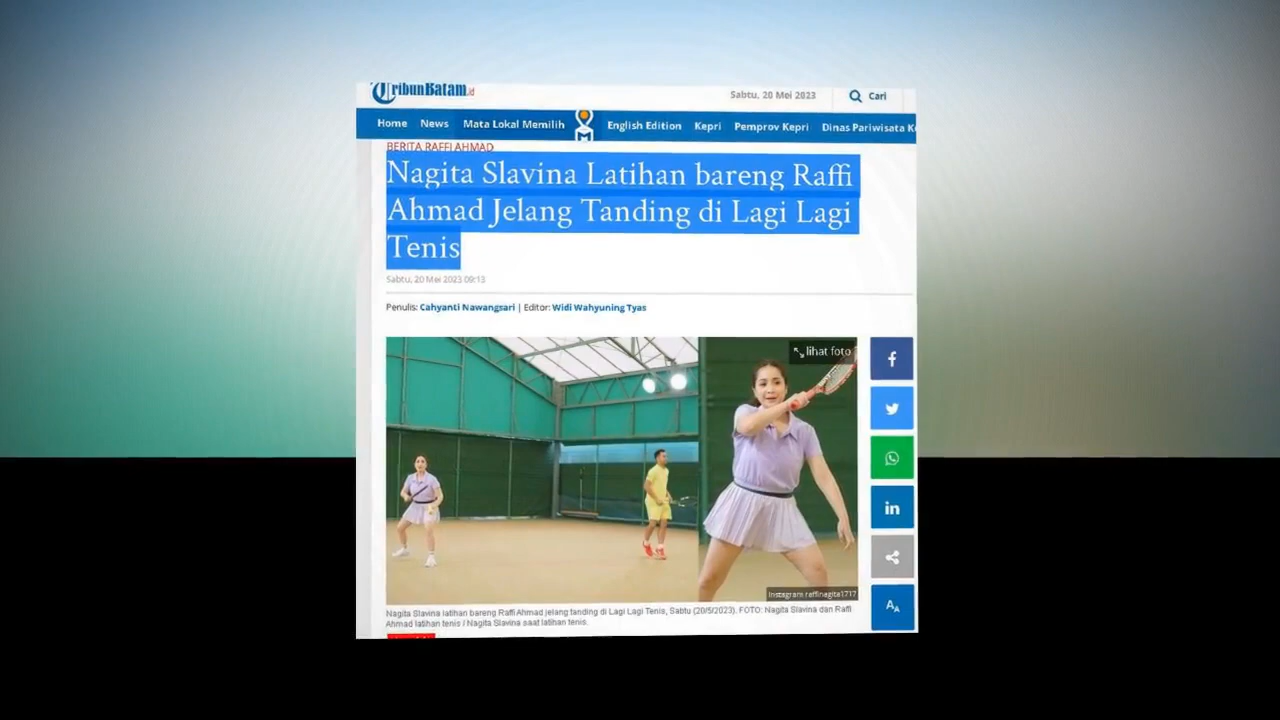 TribunBatam.id
Sabtu, 20 Mei 2023
Cari
Home News Mata Lokal Memilih English Edition Kepri Pemprov Kepri Dinas Pariwisata K
BERITA RAFFI AHMAD
Nagita Slavina Latihan bareng Raffi
Ahmad Jelang Tanding di Lagi Lagi
Tenis
Sabtu, 20 Mei 2023 09:13
Penulis: Cahyanti Nawangsari | Editor: Widi Wahyuning Tyas
lihat foto
Instagram raffinagita1717
Nagita Slavina latihan bareng Raffi Ahmad jelang tanding di Lagi Lagi Tenis, Sabtu (20/5/2023). FOTO: Nagita Slavina dan Raffi
Ahmad latihan tenis / Nagita Slavina saat latihan tenis.